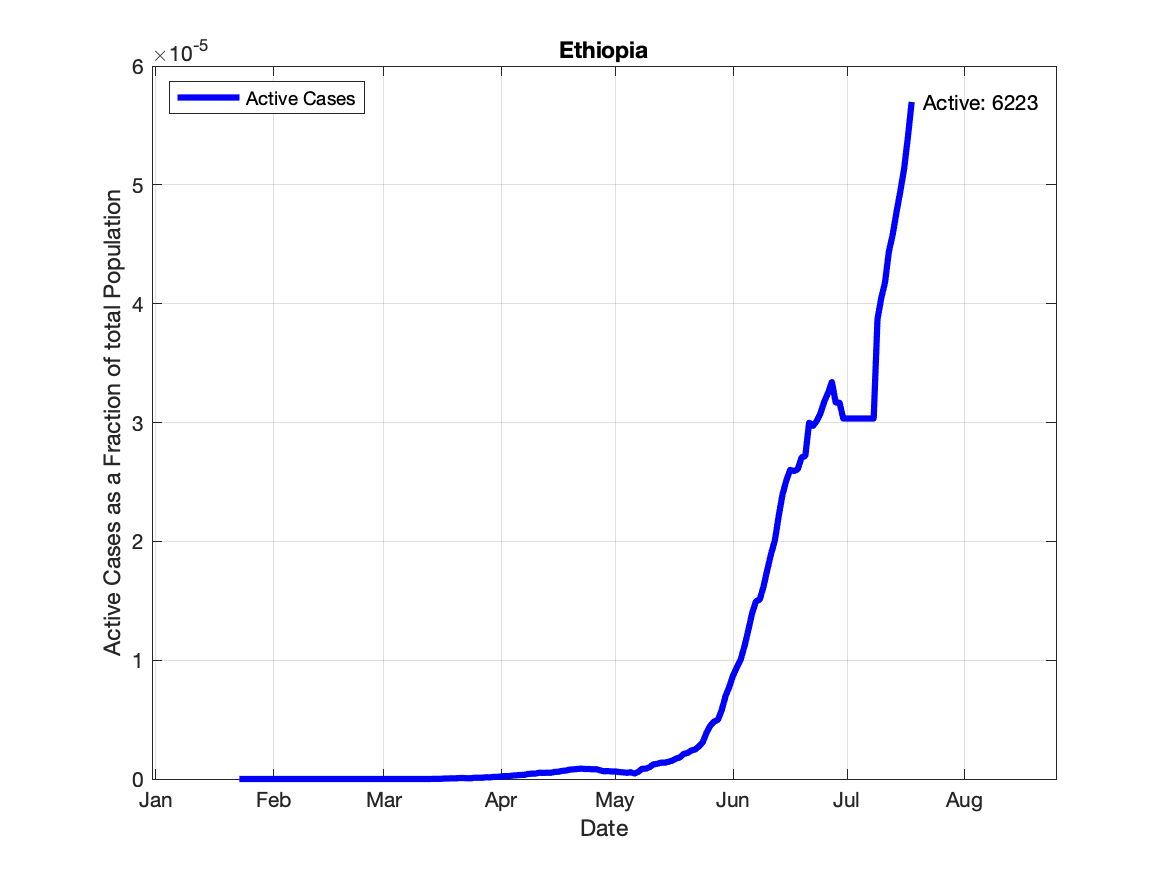 Ethiopia
×10-5
Active Cases
Active: 6223
Active Cases as a Fraction of total Population
6
5
4
3
2
1
0
Jan Feb Mar Apr May Jun Jul Aug
Date